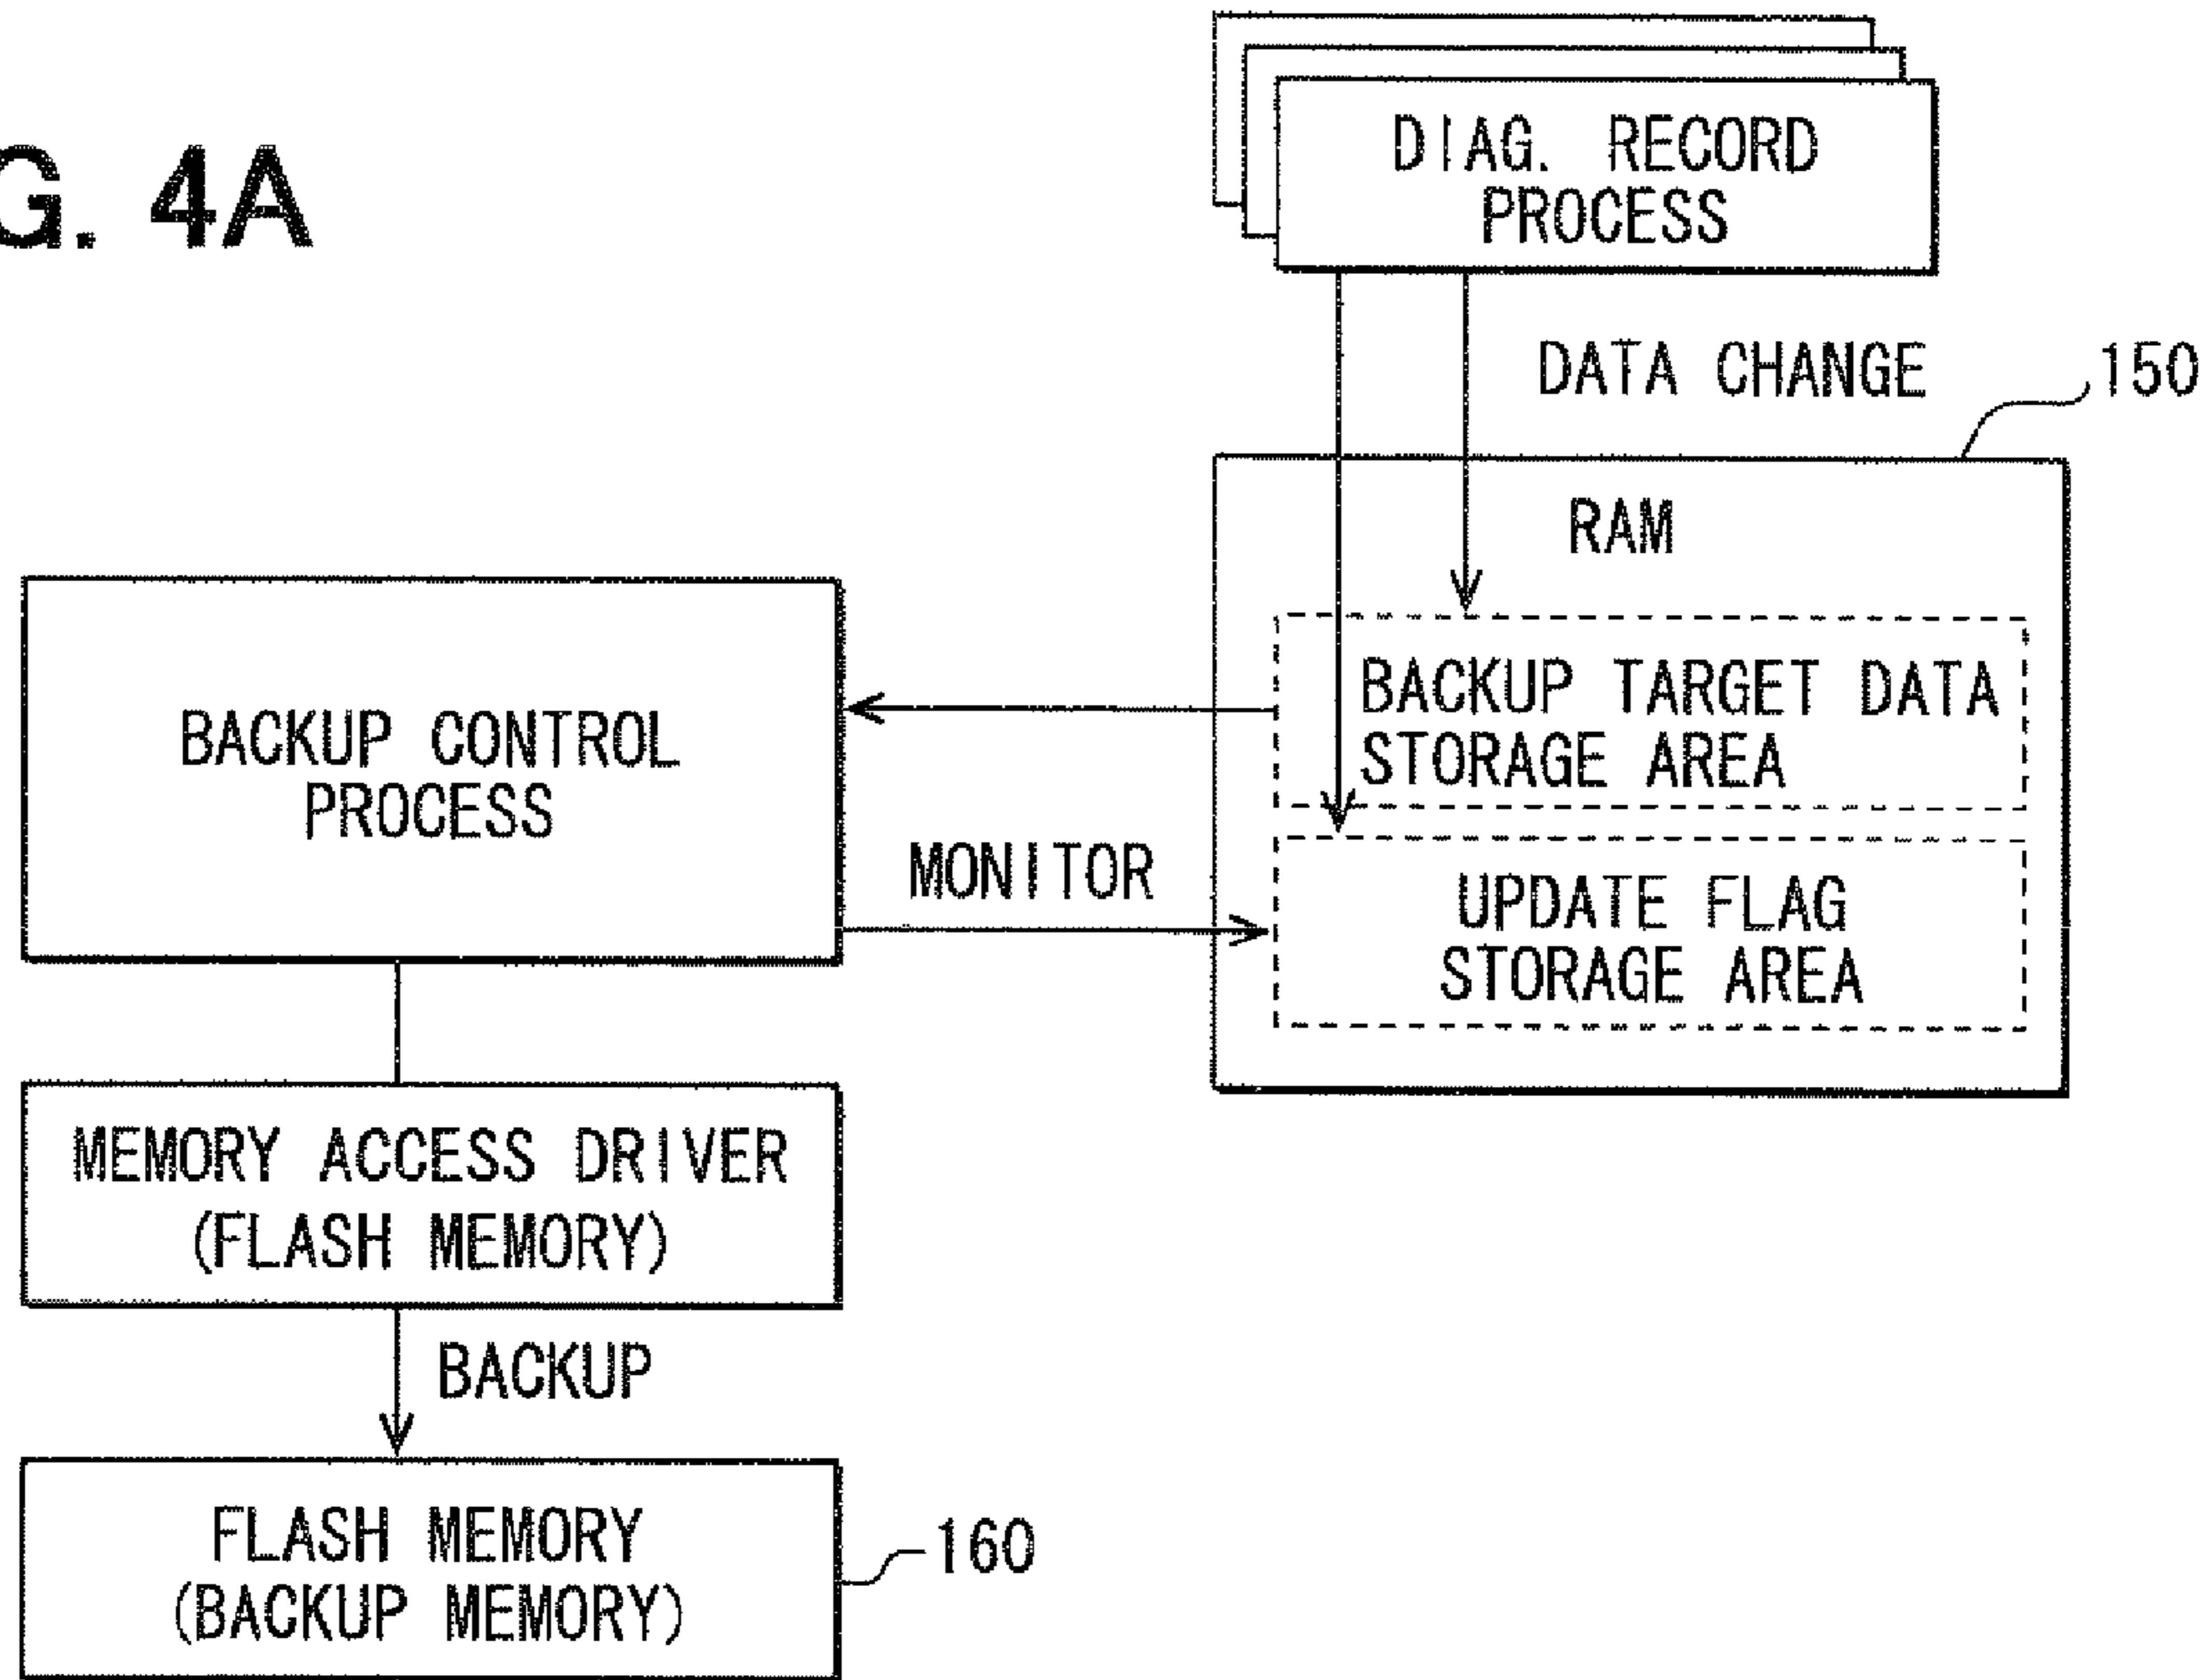 G. 4A
DIAG. RECORD
PROCESS
DATA CHANGE
150
RAM
BACKUP TARGET DATA
STORAGE AREA
UPDATE FLAG
STORAGE AREA
BACKUP CONTROL
PROCESS
MONITOR
MEMORY ACCESS DRIVER
(FLASH MEMORY)
BACKUP
FLASH MEMORY
(BACKUP MEMORY)
160